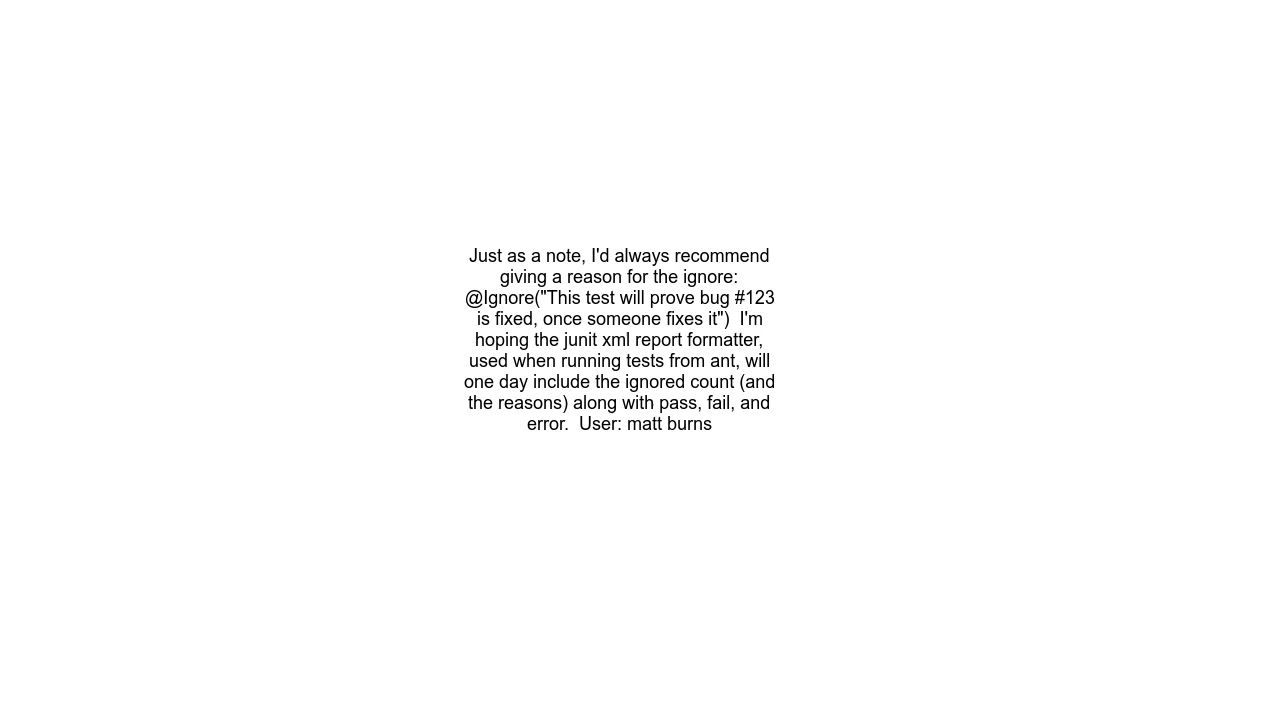 Just as a note, I'd always recommend
giving a reason for the ignore:
@Ignore("This test will prove bug #123
is fixed, once someone fixes it")  I'm
hoping the junit xml report formatter,
used when running tests from ant, will
one day include the ignored count (and
the reasons) along with pass, fail, and
error.  User: matt burns